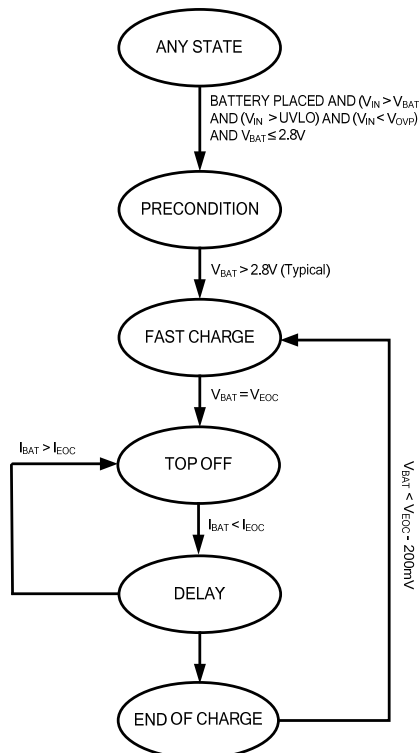 ANY STATE
BATTERY PLACED AND (VIN > VBAT
AND (VIN > UVLO) AND (VIN < VOVP)
AND VBAT ≤ 2.8V
PRECONDITION
VBAT > 2.8V (Typical)
FAST CHARGE
VBAT = VEOC
IBAT > IEOC
TOP OFF
IBAT < IEOC
VBAT < VEOC - 200mV
DELAY
END OF CHARGE